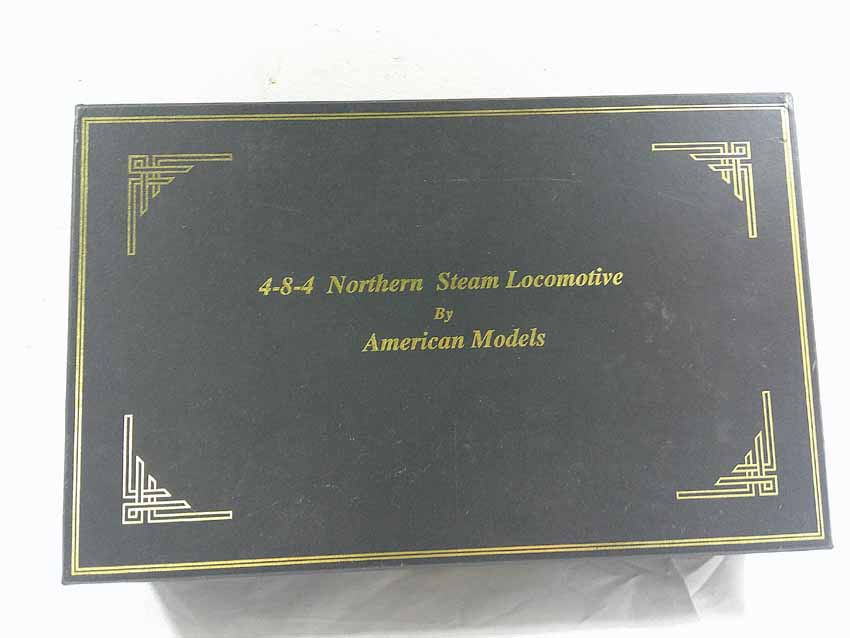 4-8-4 Northern Steam Locomotive
By
American Models